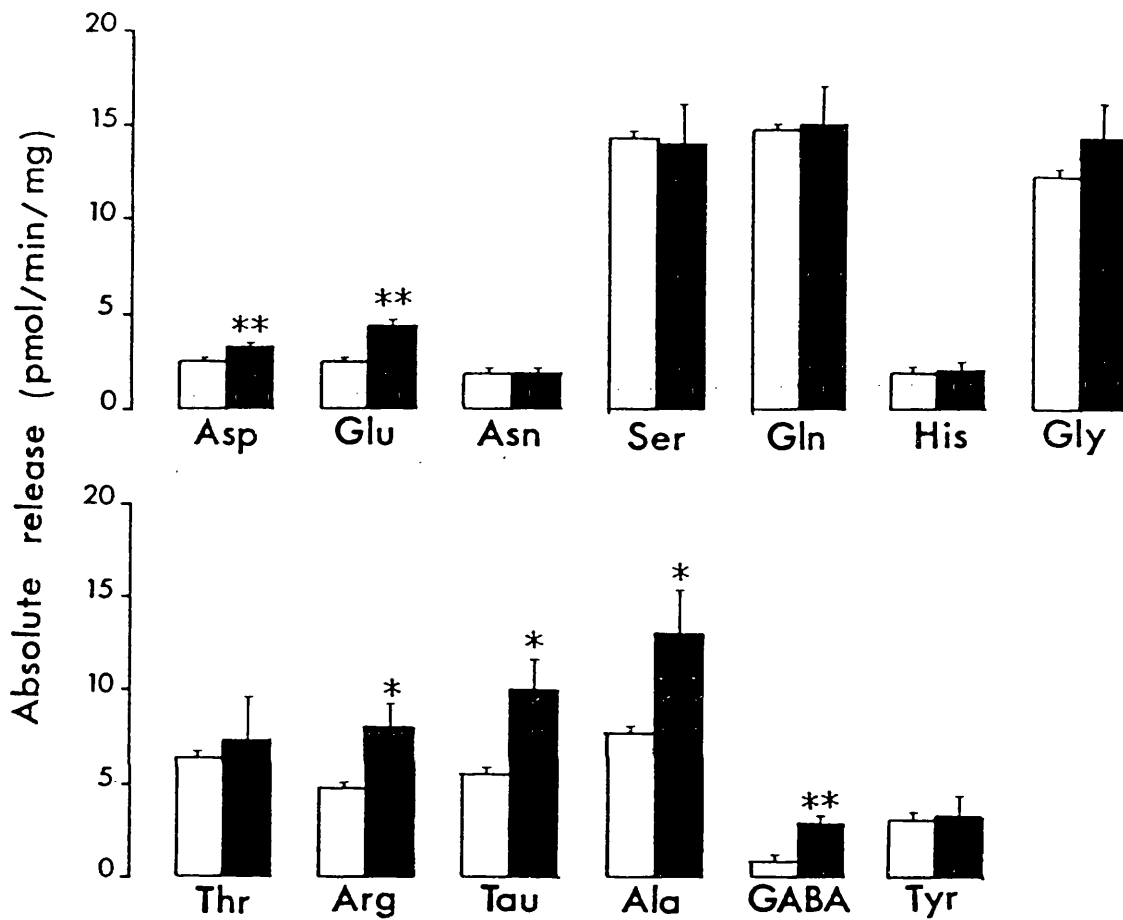 Absolute release (pmol/min/mg)
20
15
10
5
0
** **
Asp Glu Asn Ser Gln His Gly
20
15
10
5
0
* * * **
Thr Arg Tau Ala GABA Tyr